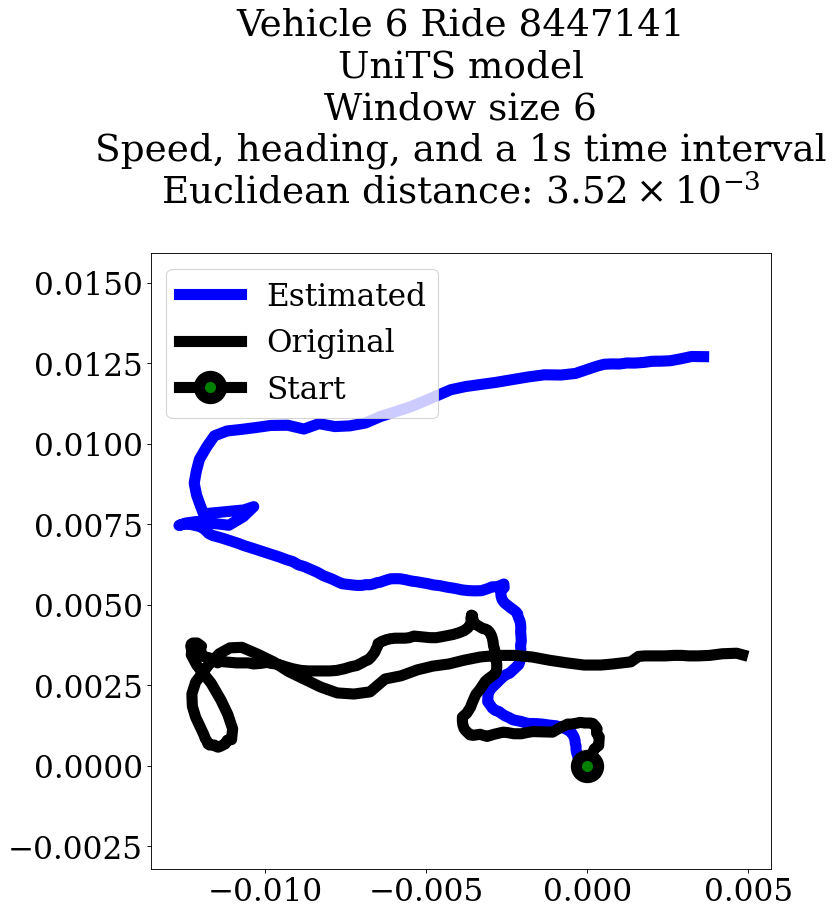 Vehicle 6 Ride 8447141
UniTS model
Window size 6
Speed, heading, and a 1s time interval
Euclidean distance: 3.52 × 10⁻³
Estimated
Original
Start
0.0150
0.0125
0.0100
0.0075
0.0050
0.0025
0.0000
−0.0025
−0.010 −0.005 0.000 0.005